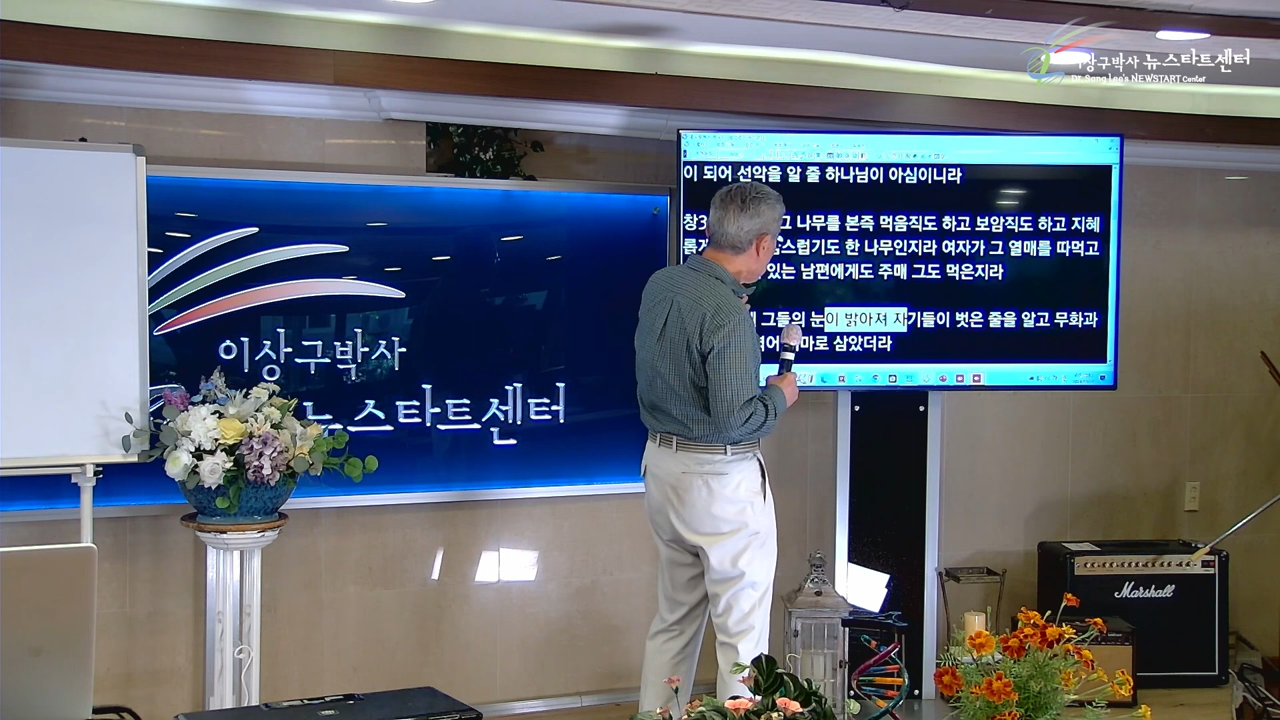 이상구박사 뉴스타트센터
Dr. Sang Lee's NEWSTART Center
이 되어 선악을 알 줄 하나님이 아심이니라
창3 그 나무를 본즉 먹음직도 하고 보암직도 하고 지혜
스럽기도 한 나무인지라 여자가 그 열매를 따먹고
있는 남편에게도 주매 그도 먹은지라
그들의 눈이 밝아져 자기들이 벗은 줄을 알고 무화과
마로 삼았더라
이상구박사
뉴스타트센터
Marshall